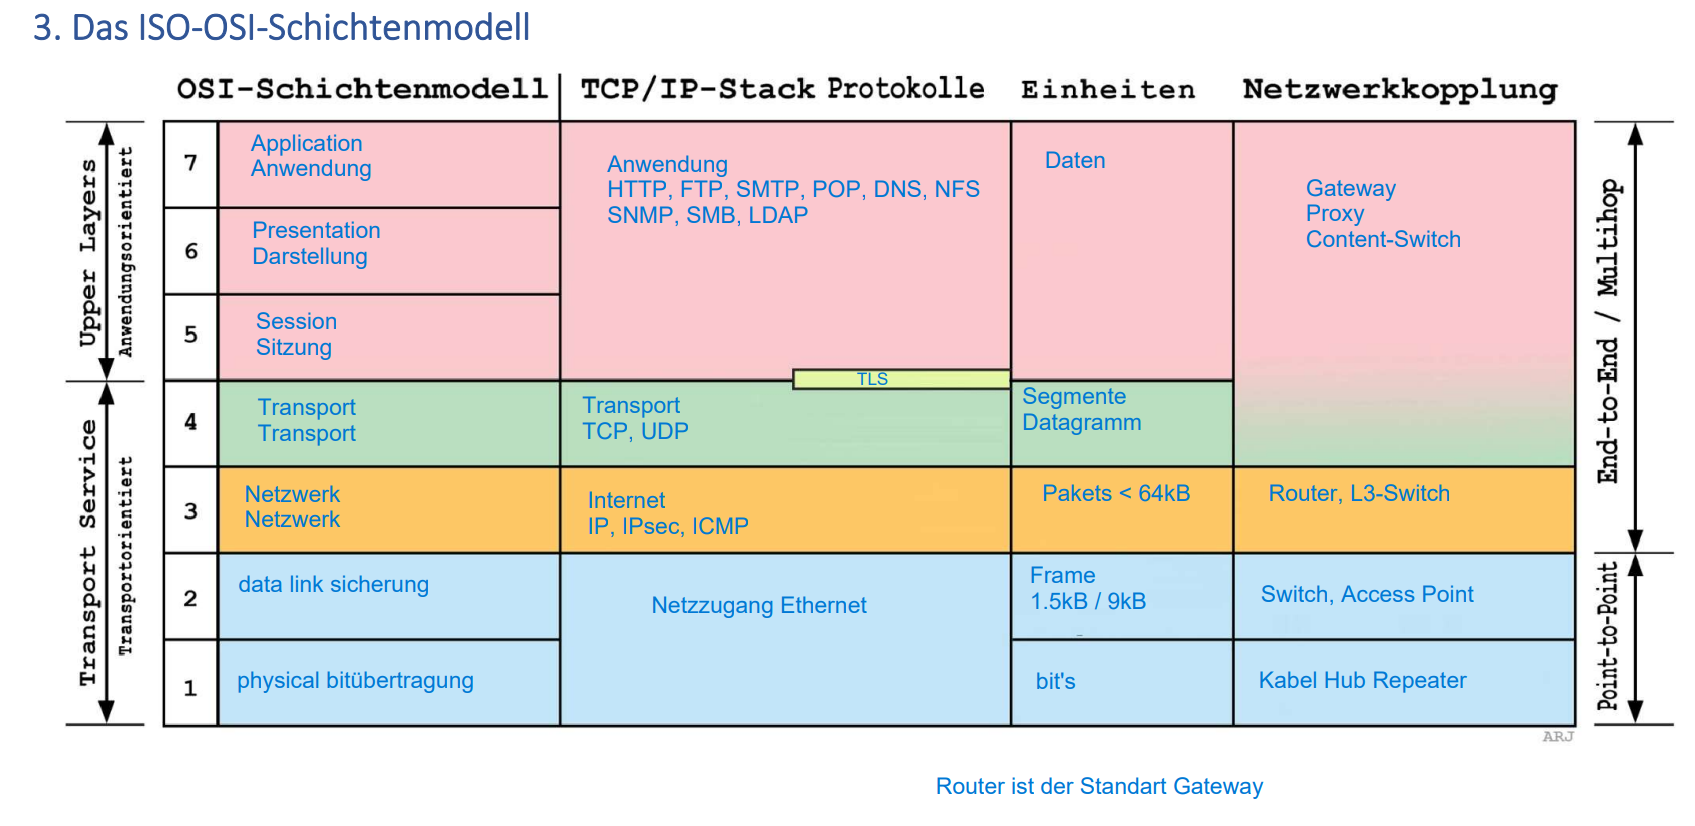 3. Das ISO-OSI-Schichtenmodell
OSI-Schichtenmodell
TCP/IP-Stack Protokolle
Einheiten
Netzwerkkopplung
Upper Layers
Anwendungsorientiert
7
Application
Anwendung
Anwendung
HTTP, FTP, SMTP, POP, DNS, NFS
SNMP, SMB, LDAP
Daten
Gateway
Proxy
Content-Switch
End-to-End / Multihop
6
Presentation
Darstellung
5
Session
Sitzung
TLS
Transport Service
Transportorientiert
4
Transport
Transport
Transport
TCP, UDP
Segmente
Datagramm
3
Netzwerk
Netzwerk
Internet
IP, IPsec, ICMP
Pakets < 64kB
Router, L3-Switch
2
data link sicherung
Netzzugang Ethernet
Frame
1.5kB / 9kB
Switch, Access Point
Point-to-Point
1
physical bitübertragung
bit's
Kabel Hub Repeater
ARJ
Router ist der Standart Gateway